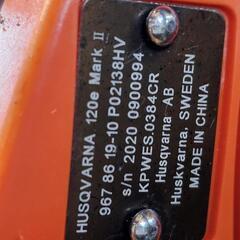 HUSQVARNA 120e Mark II
967 86 19-10 P02138HV
s/n 2020 0900994
KPWES.0384CR
Husqvarna AB
Huskvarna, SWEDEN
MADE IN CHINA